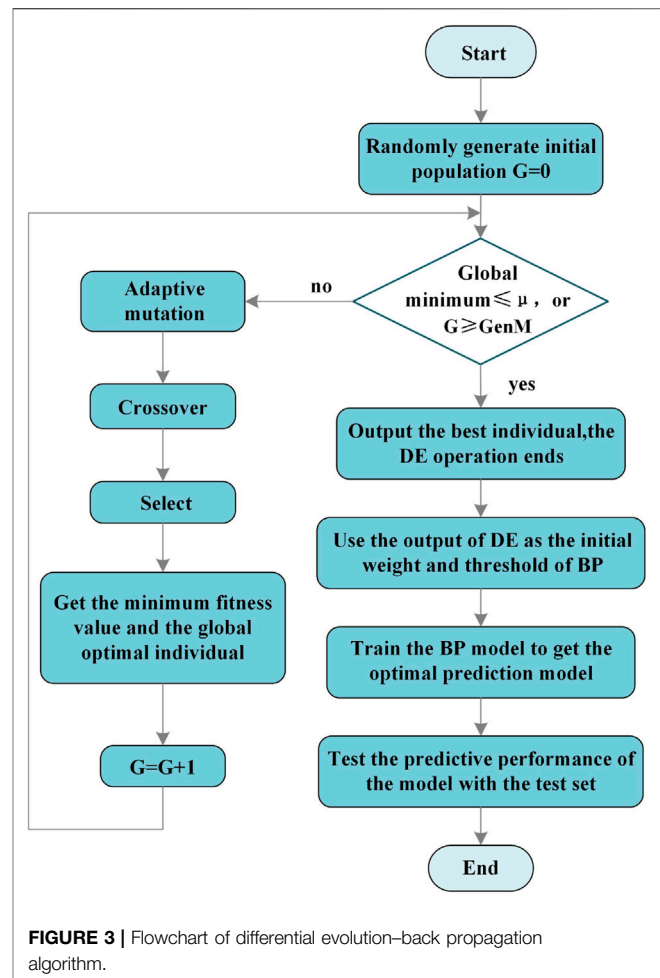 Start
Randomly generate initial
population G=0
Global
minimum≤ μ, or
G≥GenM
no
yes
Adaptive
mutation
Crossover
Select
Get the minimum fitness
value and the global
optimal individual
G=G+1
Output the best individual,the
DE operation ends
Use the output of DE as the initial
weight and threshold of BP
Train the BP model to get the
optimal prediction model
Test the predictive performance of
the model with the test set
End
FIGURE 3 | Flowchart of differential evolution–back propagation
algorithm.